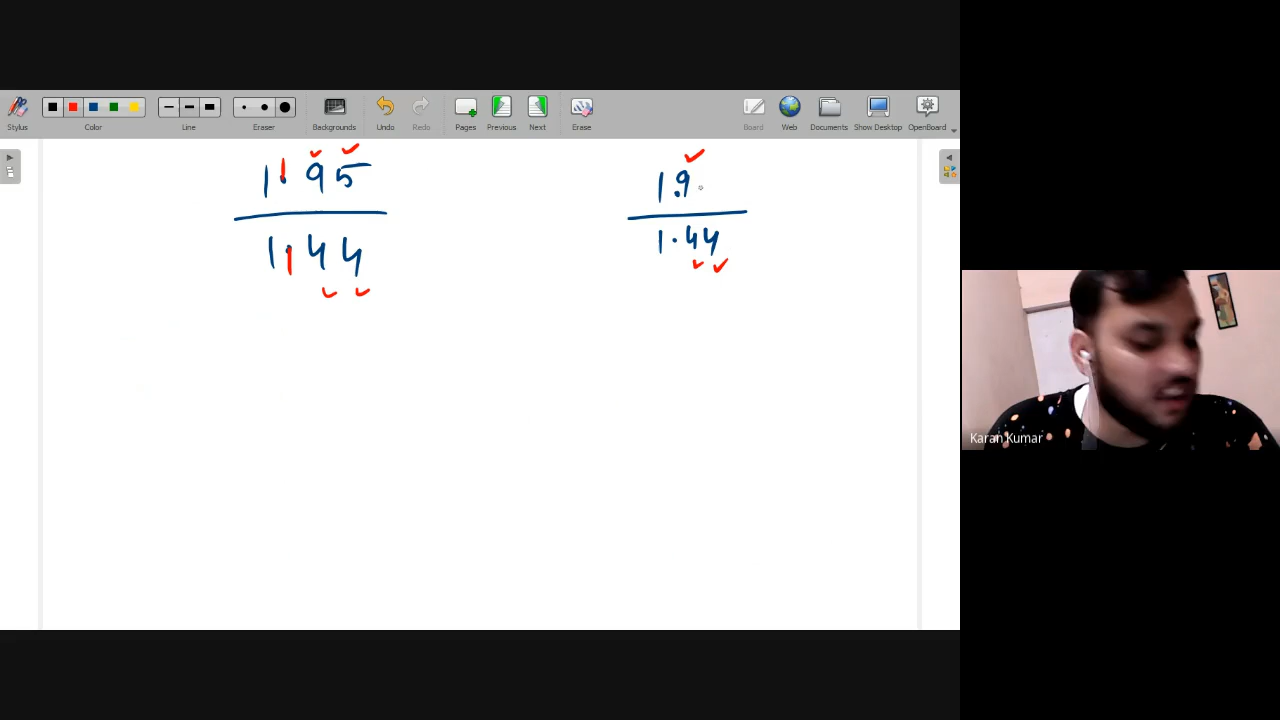 Stylus Color Line Eraser Backgrounds Undo Redo Pages Previous Next Erase Board Web Documents Show Desktop OpenBoard
1.95
1.44
1.9
1.44
Karan Kumar